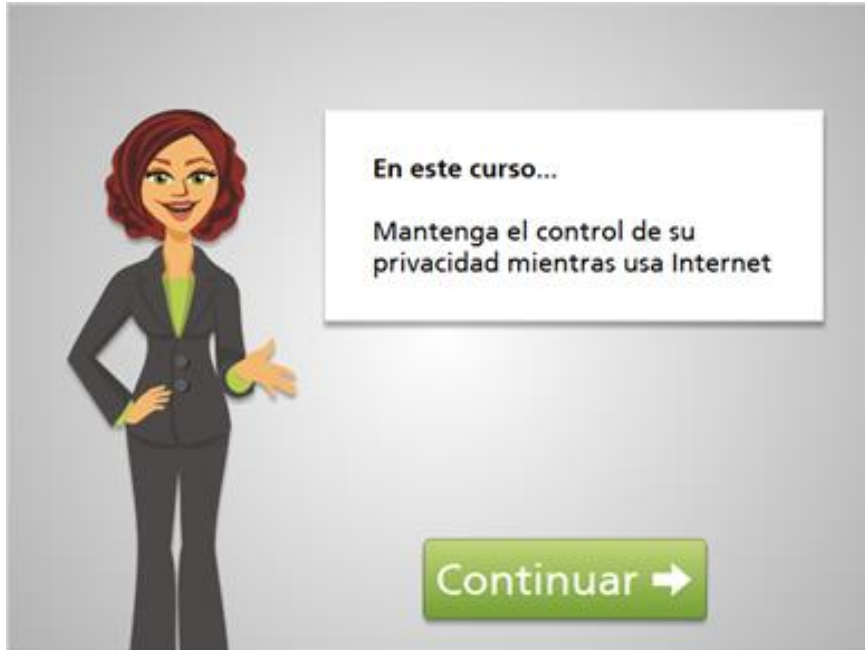 En este curso...
Mantenga el control de su
privacidad mientras usa Internet
Continuar